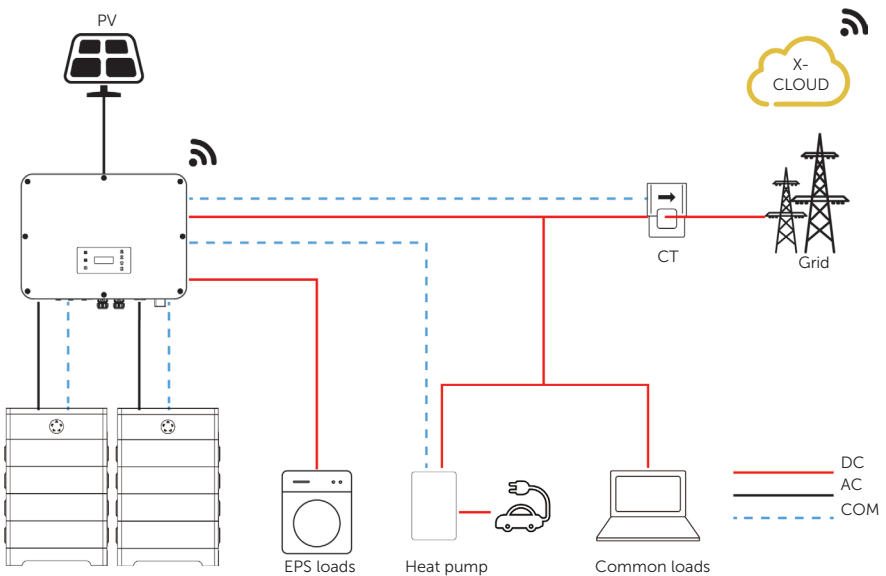 PV
X-
CLOUD
CT
Grid
DC
AC
COM
EPS loads
Heat pump
Common loads